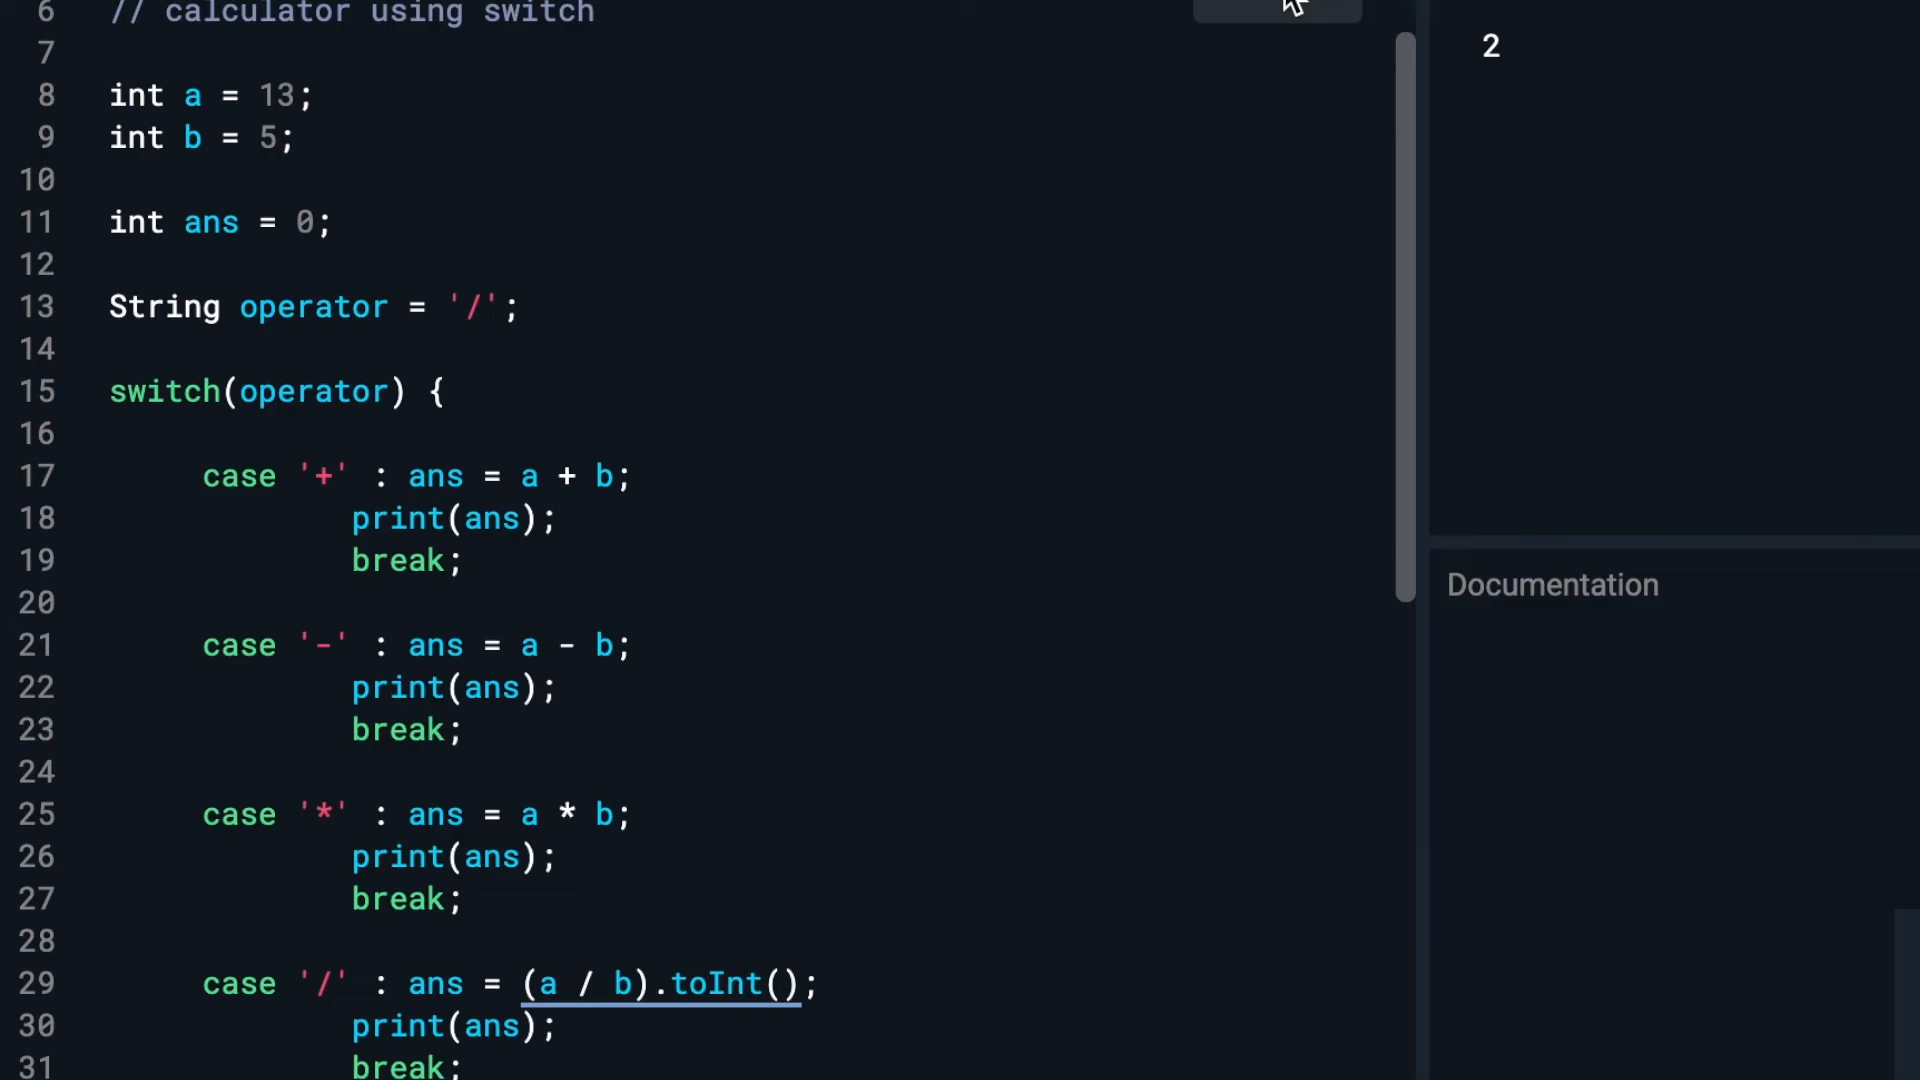 6 // calculator using switch
7
8 int a = 13;
9 int b = 5;
10
11 int ans = 0;
12
13 String operator = '/';
14
15 switch(operator) {
16
17 case '+' : ans = a + b;
18 print(ans);
19 break;
20
21 case '-' : ans = a - b;
22 print(ans);
23 break;
24
25 case '*' : ans = a * b;
26 print(ans);
27 break;
28
29 case '/' : ans = (a / b).toInt();
30 print(ans);
31 break;
2
Documentation